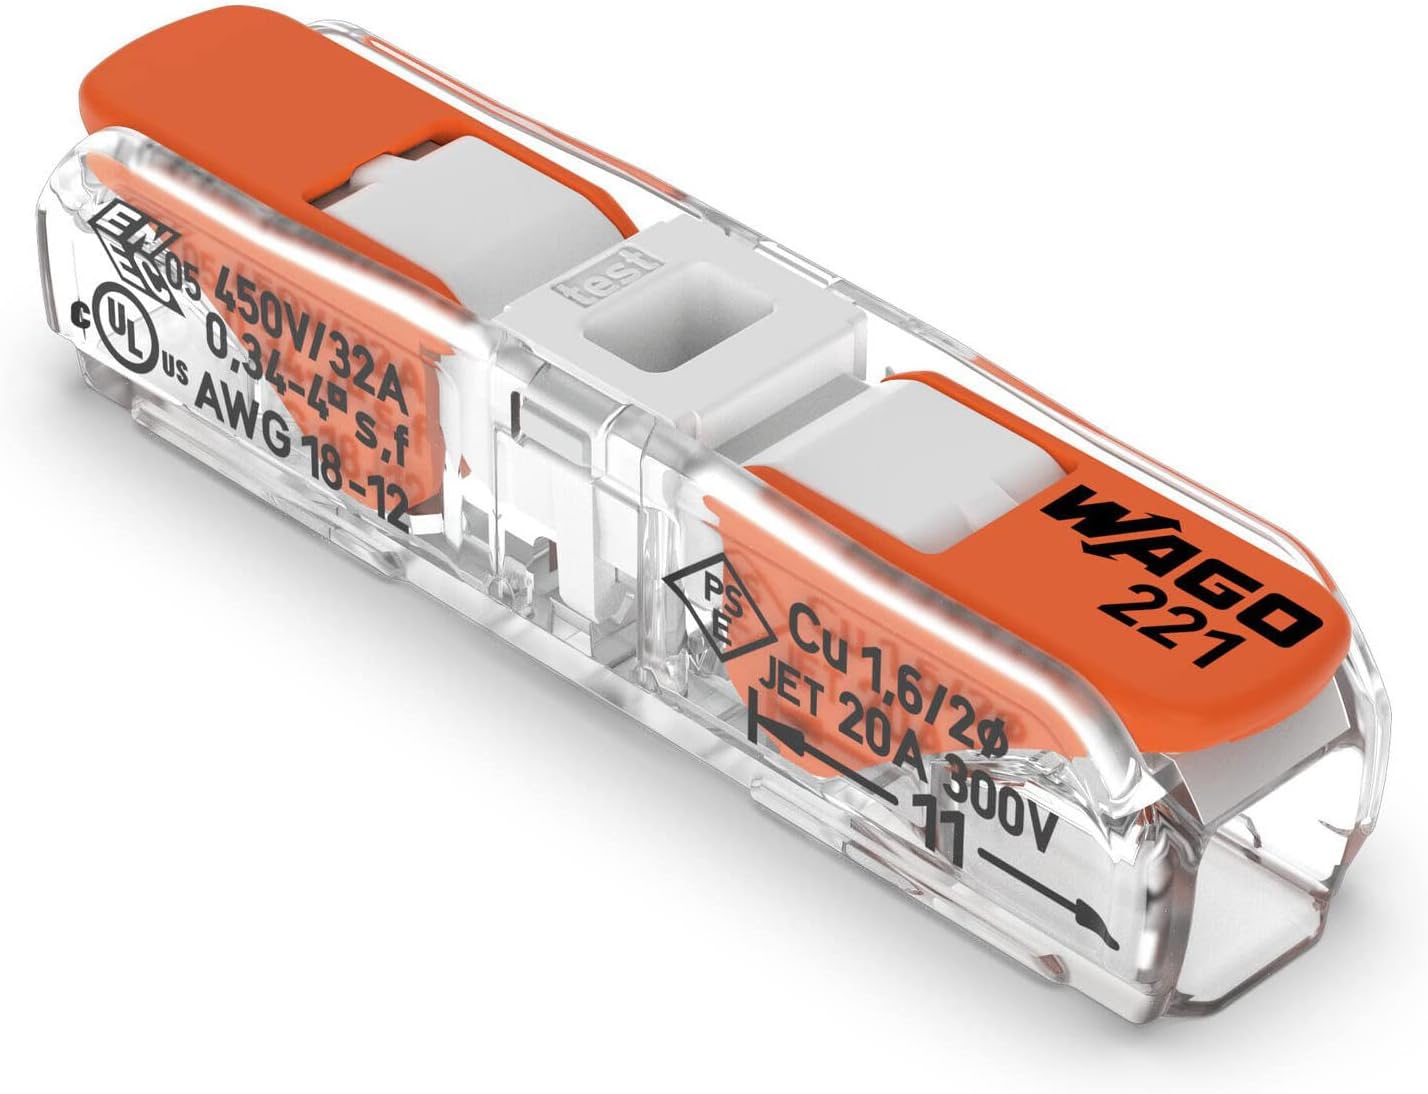 test
EN
EC
05 450V/32A
0,34-4¤ s,f
c UL us AWG 18-12
WAGO
221
PS
E
Cu 1,6/2⌀
JET 20A 300V
11